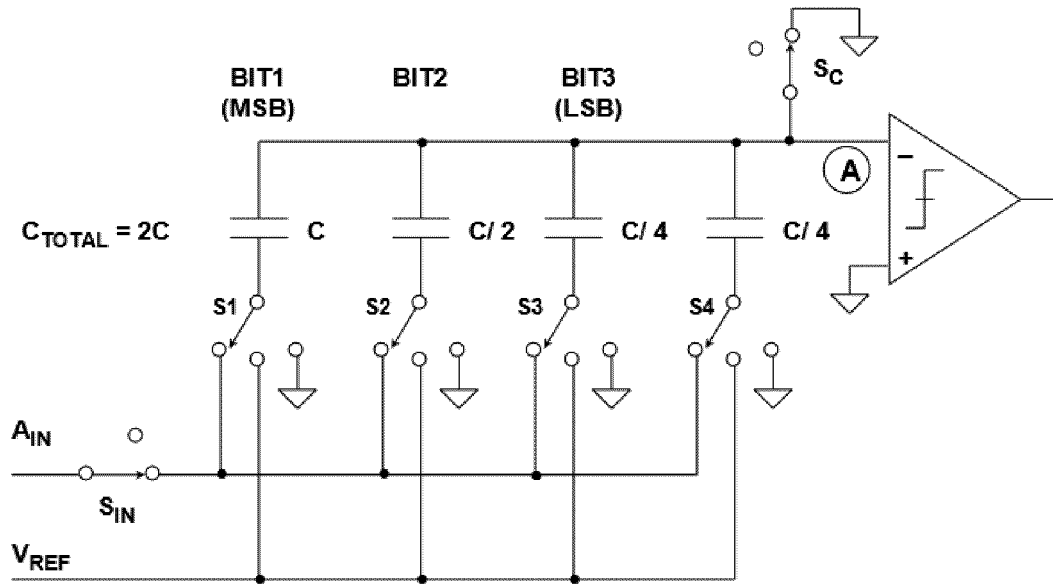 BIT1
(MSB)
BIT2
BIT3
(LSB)
S_C
A
−
+
C_TOTAL = 2C
C
C/ 2
C/ 4
C/ 4
S1
S2
S3
S4
A_IN
S_IN
V_REF